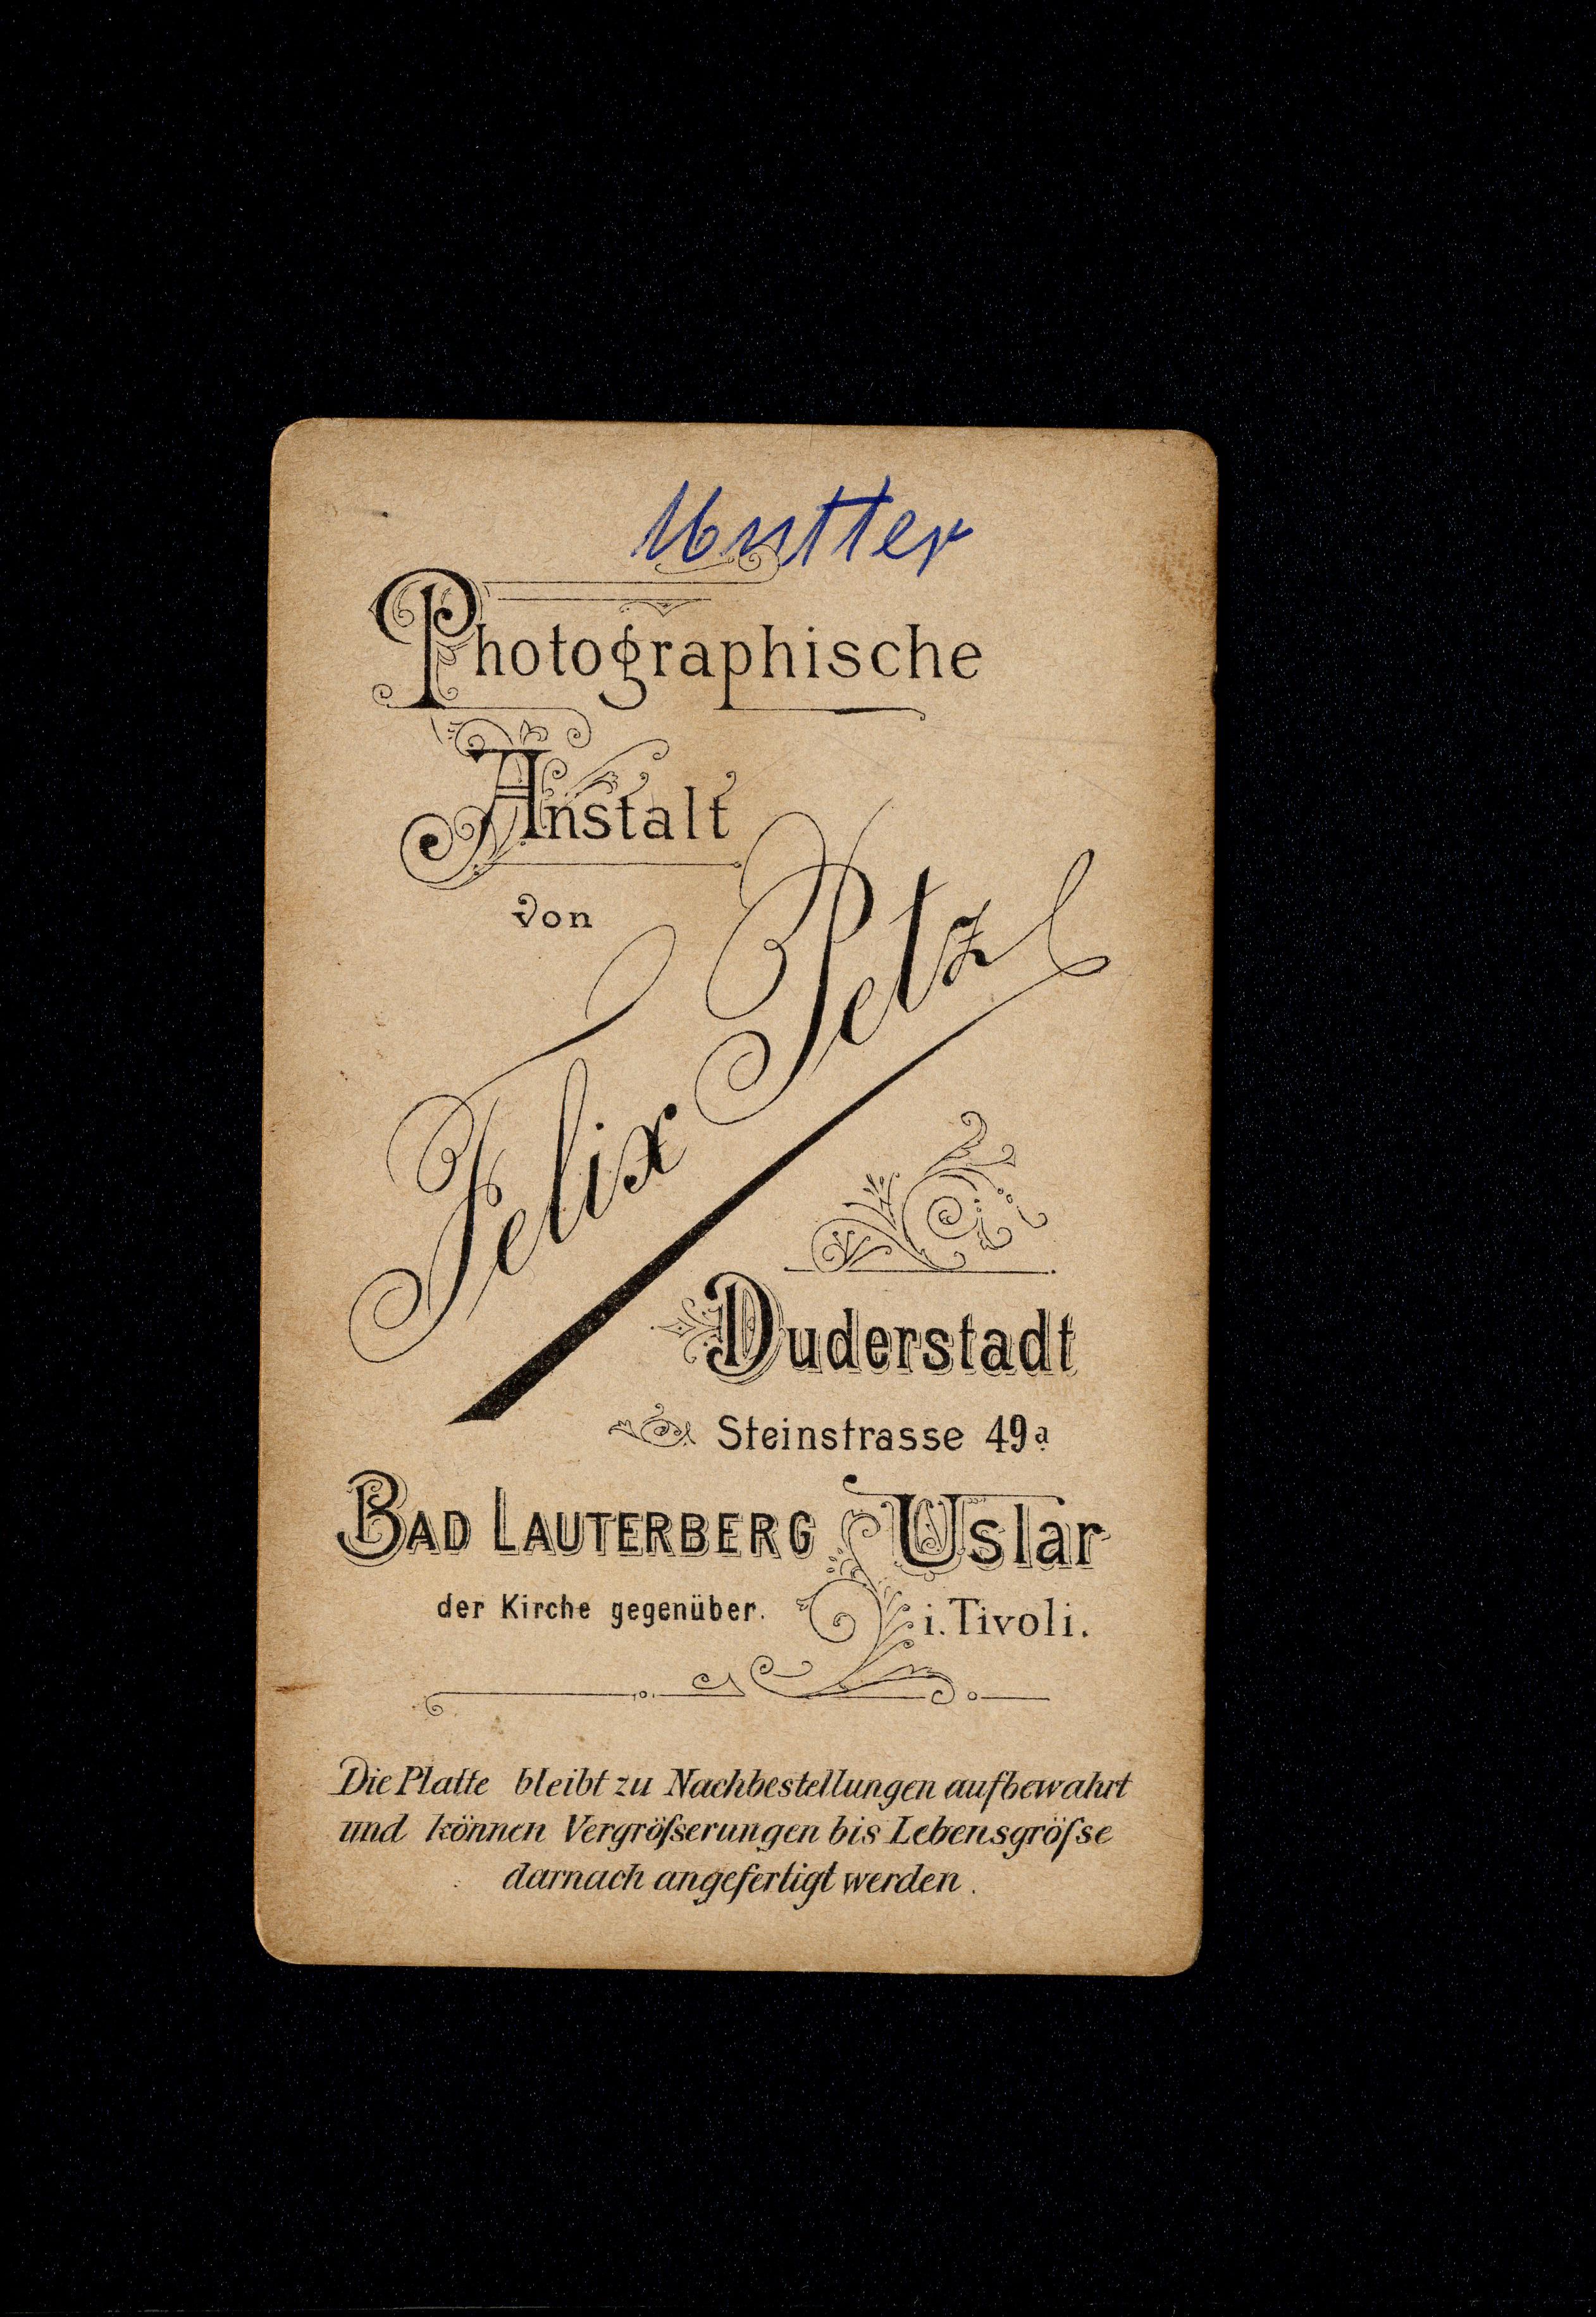 Mutter
Photographische
Anstalt
von
Felix Petzl
Duderstadt
Steinstrasse 49a
Bad Lauterberg
der Kirche gegenüber.
Uslar
i. Tivoli.
Die Platte bleibt zu Nachbestellungen aufbewahrt
und können Vergröſserungen bis Lebensgröſse
darnach angefertigt werden.